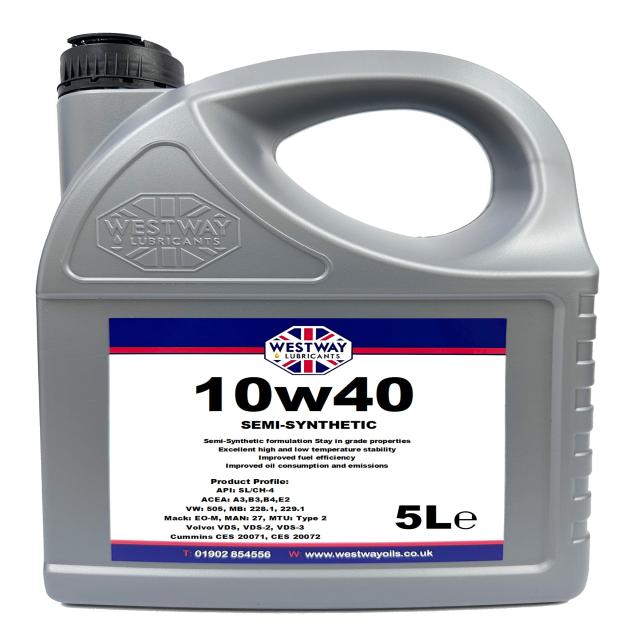 WESTWAY
LUBRICANTS
WESTWAY
LUBRICANTS
10w40
SEMI-SYNTHETIC
Semi-Synthetic formulation Stay in grade properties
Excellent high and low temperature stability
Improved fuel efficiency
Improved oil consumption and emissions
Product Profile:
API: SL/CH-4
ACEA: A3,B3,B4,E2
VW: 505, MB: 228.1, 229.1
Mack: EO-M, MAN: 27, MTU: Type 2
Volvo: VDS, VDS-2, VDS-3
Cummins CES 20071, CES 20072
5L℮
T: 01902 854556 W: www.westwayoils.co.uk